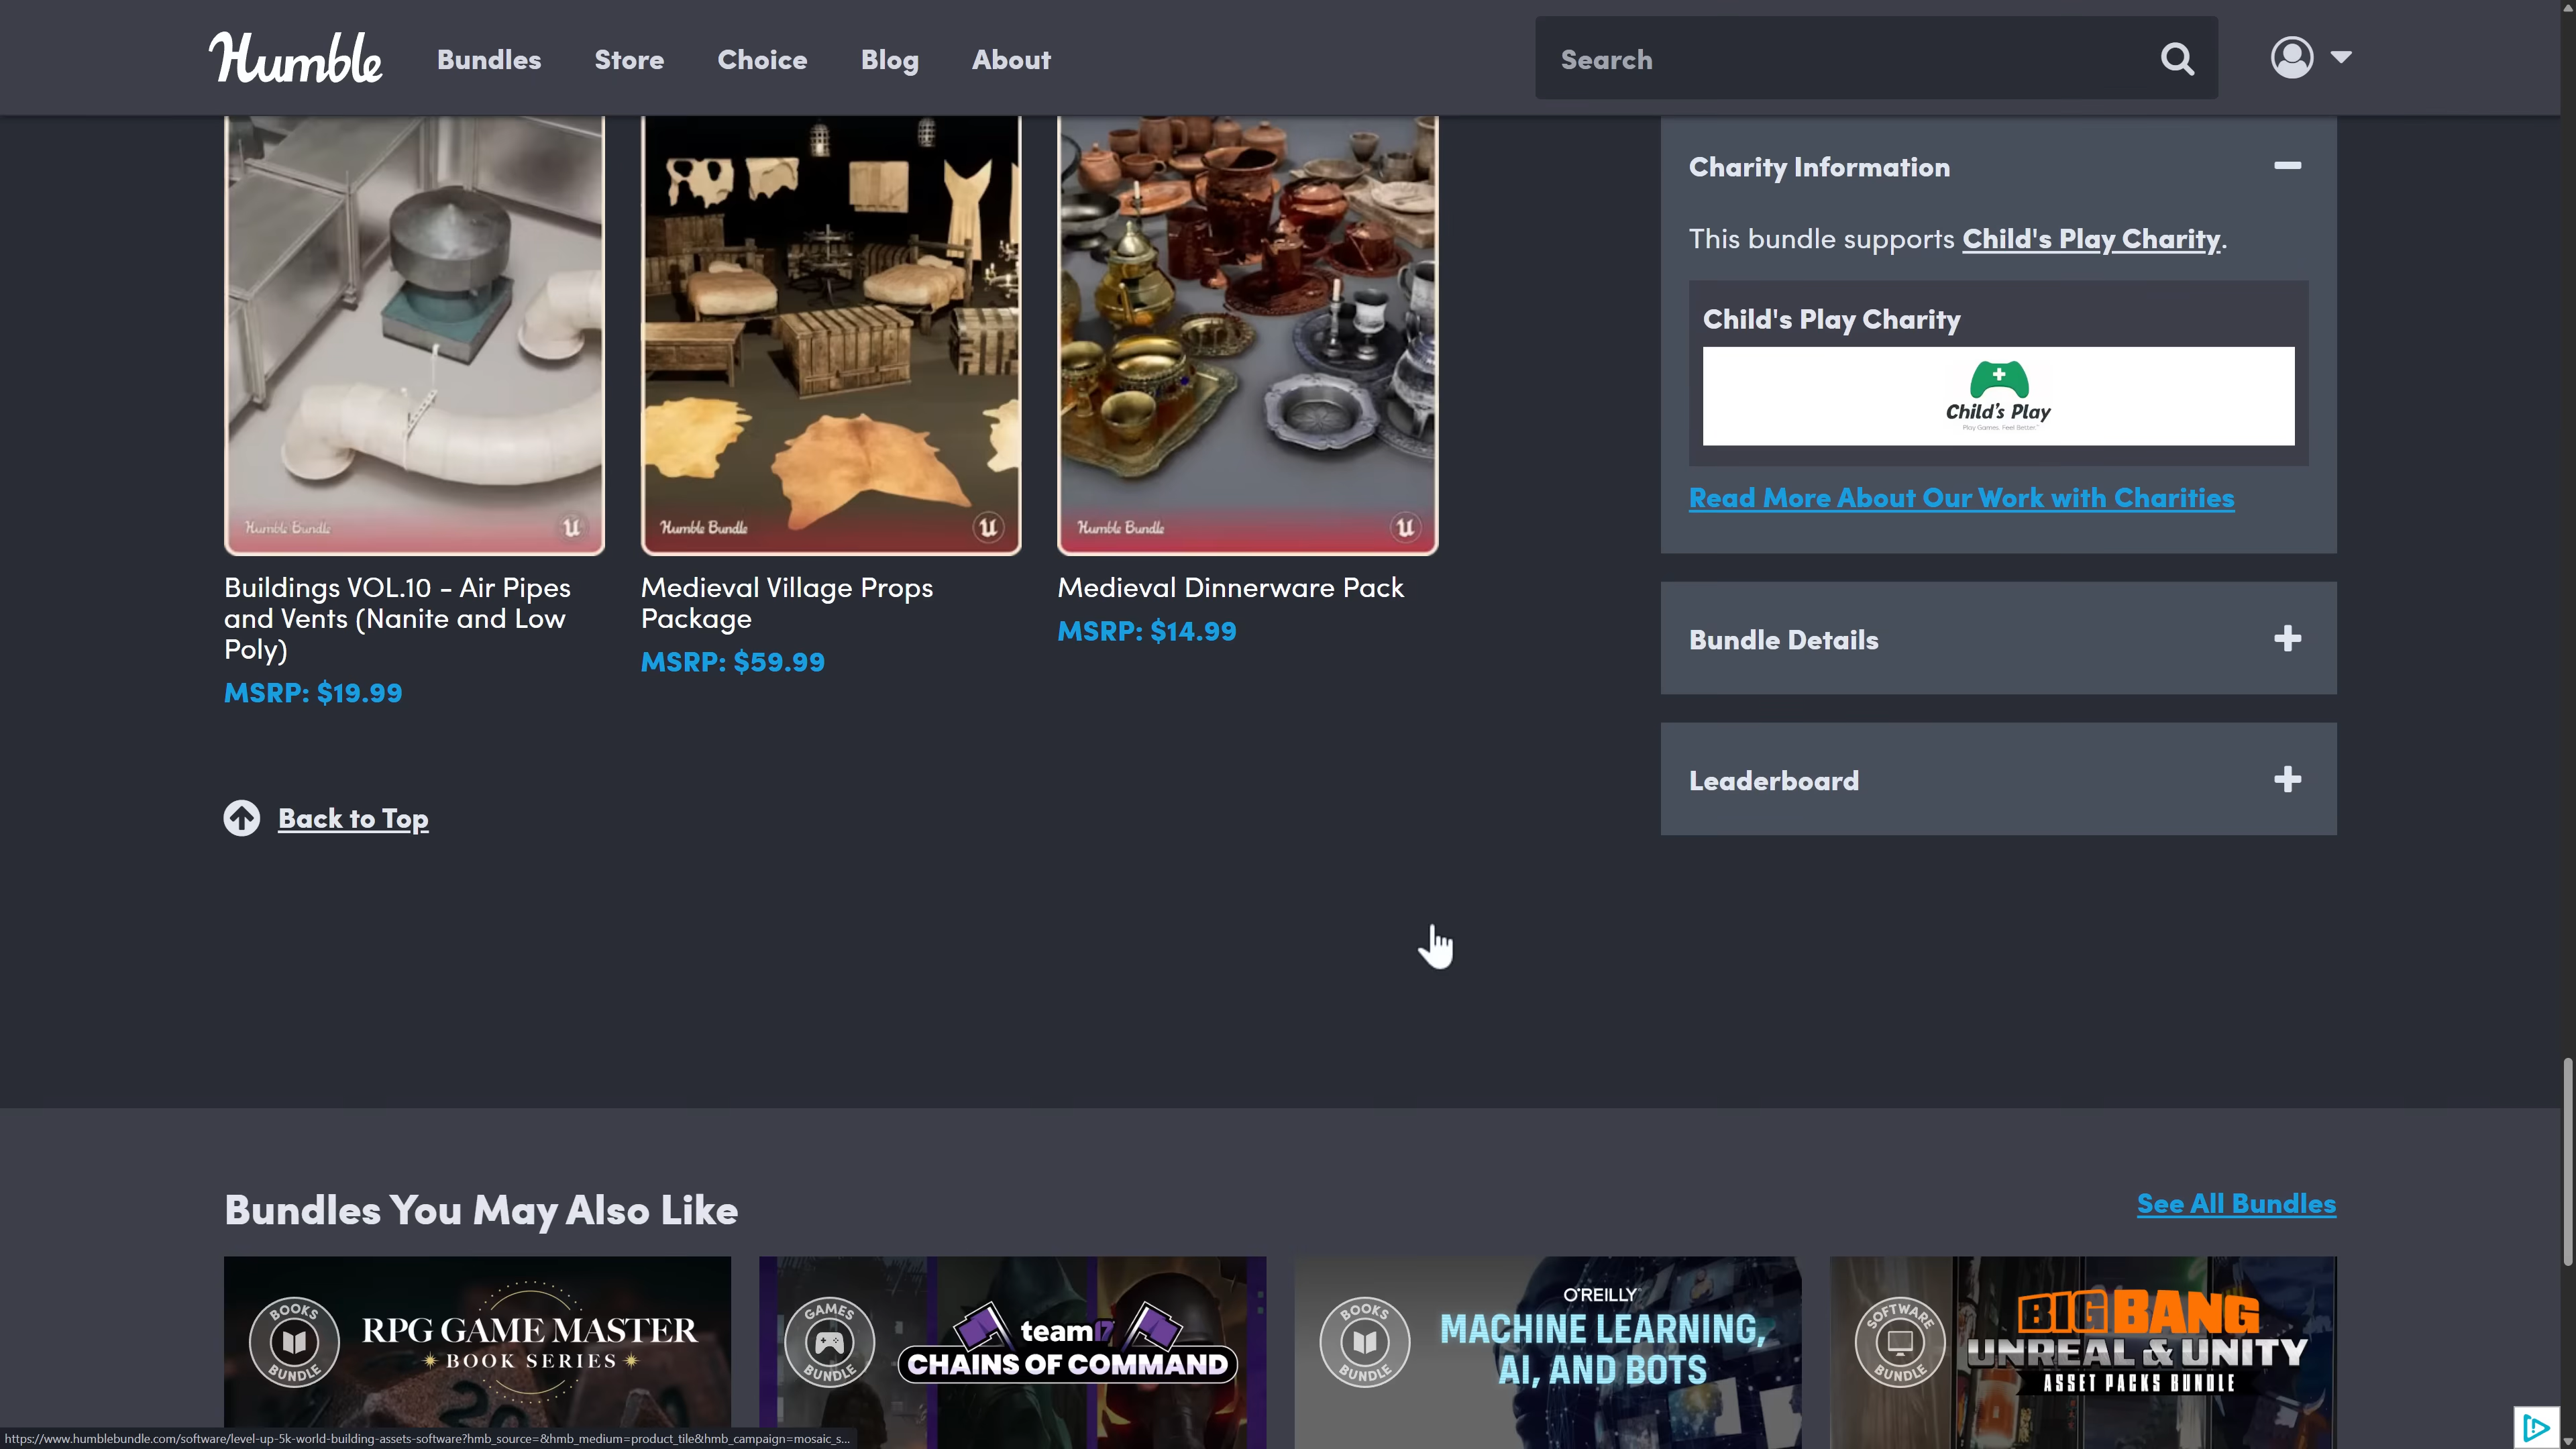 Humble
Bundles
Store
Choice
Blog
About
Search
Humble Bundle
Humble Bundle
Humble Bundle
Buildings VOL.10 - Air Pipes
and Vents (Nanite and Low
Poly)
MSRP: $19.99
Medieval Village Props
Package
MSRP: $59.99
Medieval Dinnerware Pack
MSRP: $14.99
Back to Top
Charity Information
This bundle supports Child's Play Charity.
Child's Play Charity
Child's Play
Play Games. Feel Better.
Read More About Our Work with Charities
Bundle Details
Leaderboard
Bundles You May Also Like
See All Bundles
BOOKS
BUNDLE
RPG GAME MASTER
BOOK SERIES
GAMES
BUNDLE
team17
CHAINS OF COMMAND
BOOKS
BUNDLE
O'REILLY
MACHINE LEARNING,
AI, AND BOTS
SOFTWARE
BUNDLE
BIG BANG
UNREAL & UNITY
ASSET PACKS BUNDLE
https://www.humblebundle.com/software/level-up-5k-world-building-assets-software?hmb_source=&hmb_medium=product_tile&hmb_campaign=mosaic_s...